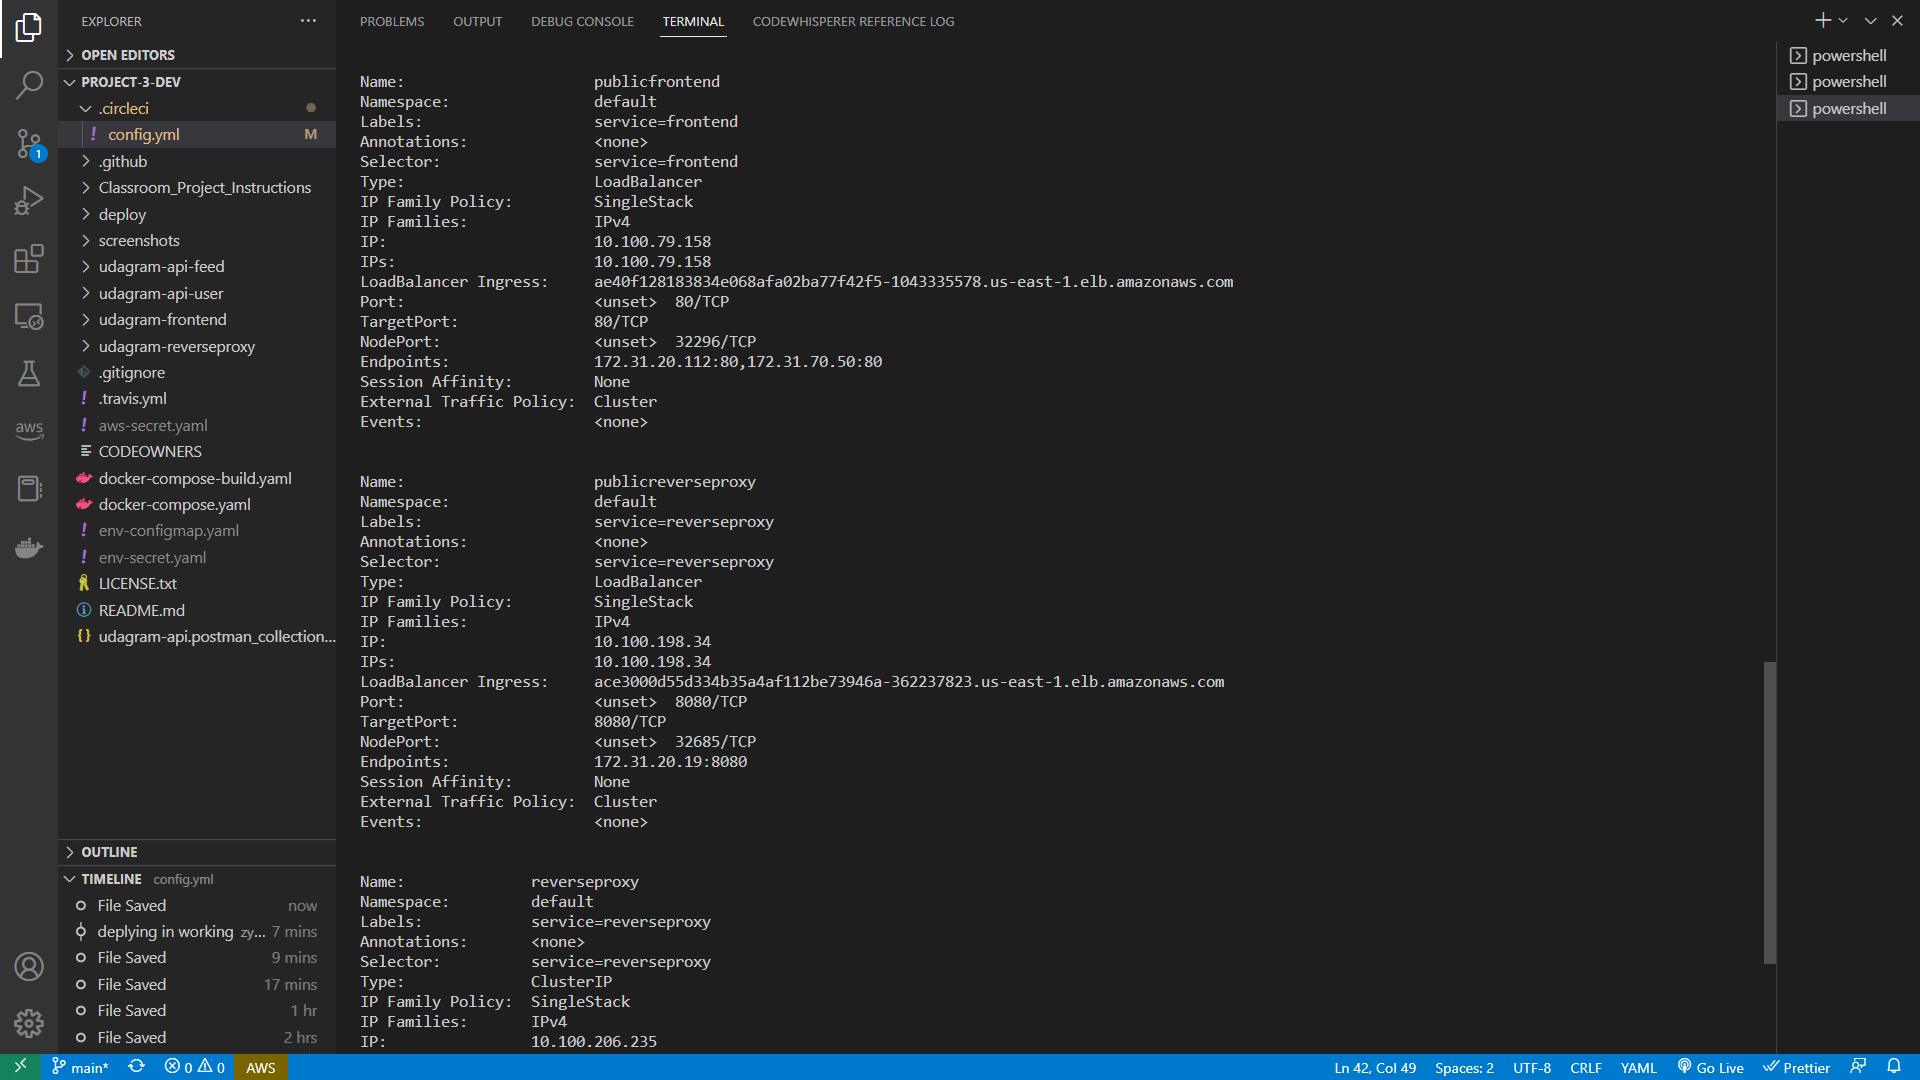 EXPLORER
OPEN EDITORS
PROJECT-3-DEV
.circleci
! config.yml M
.github
Classroom_Project_Instructions
deploy
screenshots
udagram-api-feed
udagram-api-user
udagram-frontend
udagram-reverseproxy
.gitignore
! .travis.yml
! aws-secret.yaml
CODEOWNERS
docker-compose-build.yaml
docker-compose.yaml
! env-configmap.yaml
! env-secret.yaml
LICENSE.txt
README.md
{} udagram-api.postman_collection...
OUTLINE
TIMELINE config.yml
File Saved now
deplying in working zy... 7 mins
File Saved 9 mins
File Saved 17 mins
File Saved 1 hr
File Saved 2 hrs
1
aws
PROBLEMS OUTPUT DEBUG CONSOLE TERMINAL CODEWHISPERER REFERENCE LOG
Name: publicfrontend
Namespace: default
Labels: service=frontend
Annotations: <none>
Selector: service=frontend
Type: LoadBalancer
IP Family Policy: SingleStack
IP Families: IPv4
IP: 10.100.79.158
IPs: 10.100.79.158
LoadBalancer Ingress: ae40f128183834e068afa02ba77f42f5-1043335578.us-east-1.elb.amazonaws.com
Port: <unset> 80/TCP
TargetPort: 80/TCP
NodePort: <unset> 32296/TCP
Endpoints: 172.31.20.112:80,172.31.70.50:80
Session Affinity: None
External Traffic Policy: Cluster
Events: <none>
Name: publicreverseproxy
Namespace: default
Labels: service=reverseproxy
Annotations: <none>
Selector: service=reverseproxy
Type: LoadBalancer
IP Family Policy: SingleStack
IP Families: IPv4
IP: 10.100.198.34
IPs: 10.100.198.34
LoadBalancer Ingress: ace3000d55d334b35a4af112be73946a-362237823.us-east-1.elb.amazonaws.com
Port: <unset> 8080/TCP
TargetPort: 8080/TCP
NodePort: <unset> 32685/TCP
Endpoints: 172.31.20.19:8080
Session Affinity: None
External Traffic Policy: Cluster
Events: <none>
Name: reverseproxy
Namespace: default
Labels: service=reverseproxy
Annotations: <none>
Selector: service=reverseproxy
Type: ClusterIP
IP Family Policy: SingleStack
IP Families: IPv4
IP: 10.100.206.235
powershell
powershell
powershell
main* 0 0 AWS Ln 42, Col 49 Spaces: 2 UTF-8 CRLF YAML Go Live Prettier